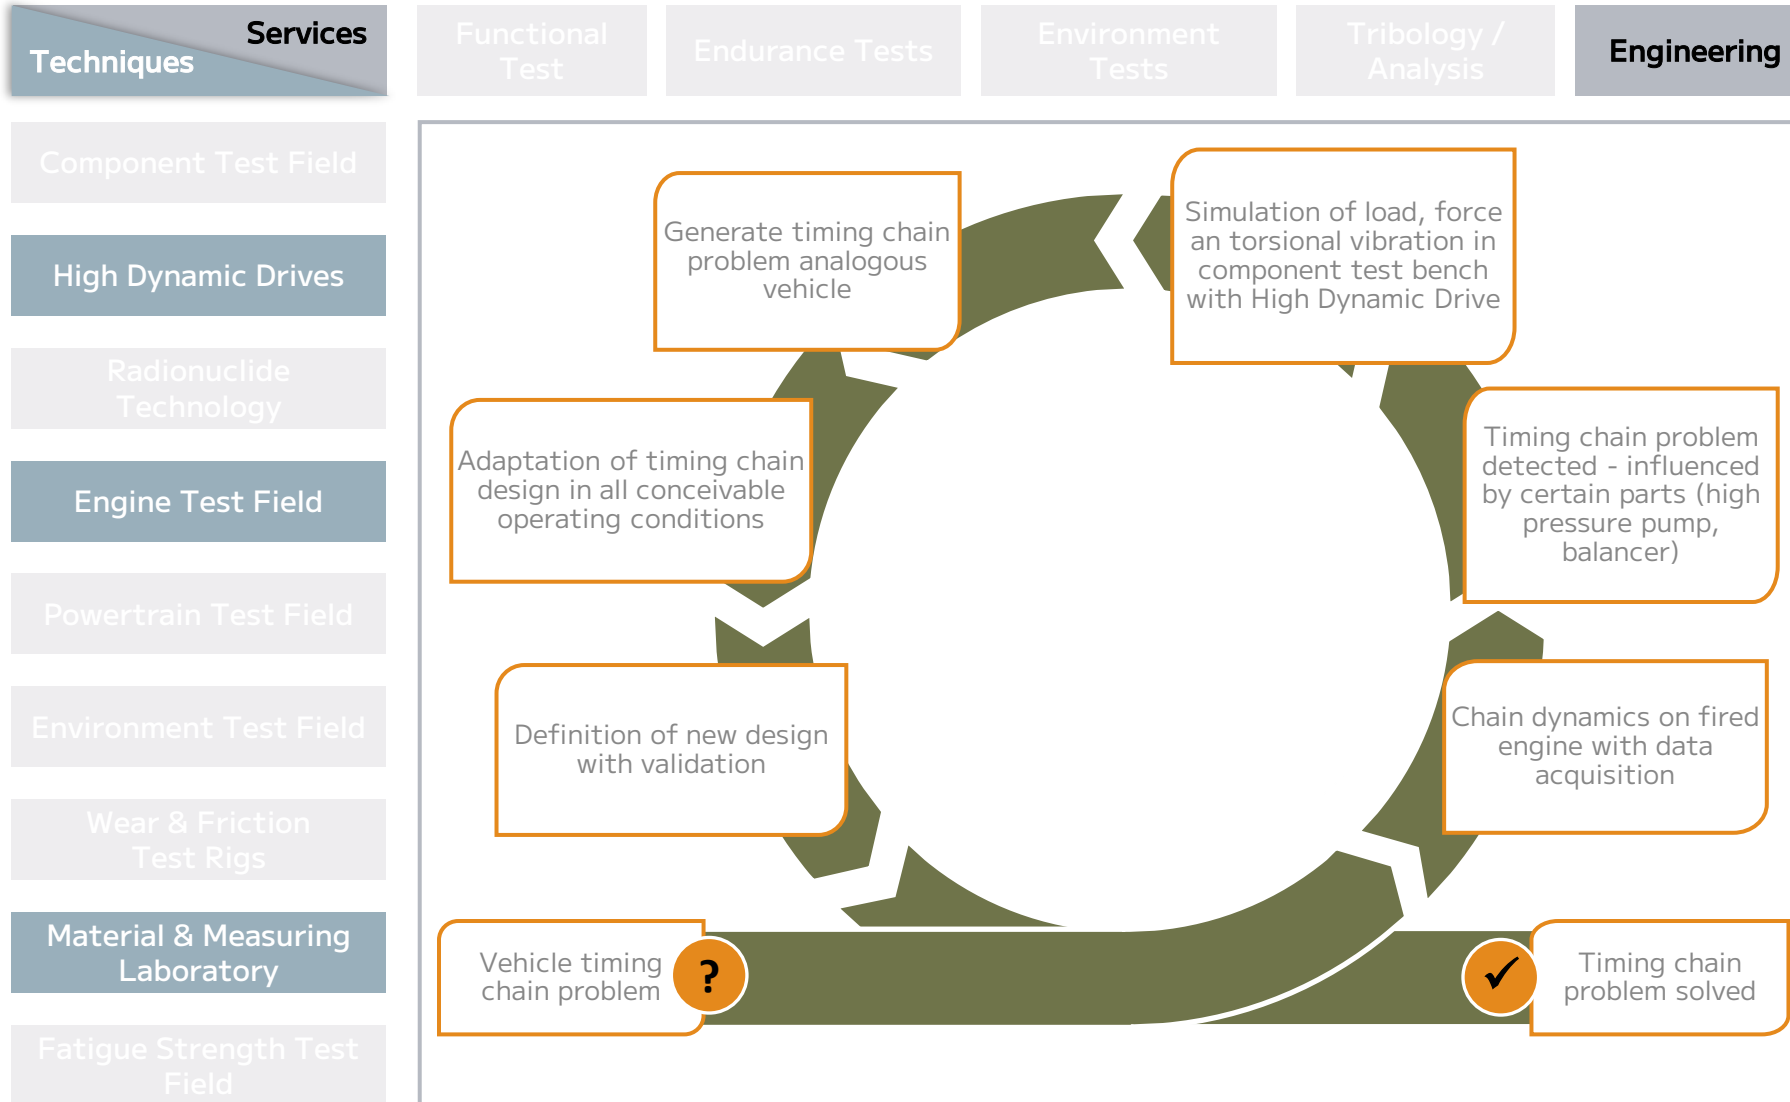 Services
Techniques
Functional
Test
Endurance Tests
Environment
Tests
Tribology /
Analysis
Engineering
Component Test Field
High Dynamic Drives
Radionuclide
Technology
Engine Test Field
Powertrain Test Field
Environment Test Field
Wear & Friction
Test Rigs
Material & Measuring
Laboratory
Fatigue Strength Test
Field
Generate timing chain
problem analogous
vehicle
Simulation of load, force
an torsional vibration in
component test bench
with High Dynamic Drive
Adaptation of timing chain
design in all conceivable
operating conditions
Timing chain problem
detected - influenced
by certain parts (high
pressure pump,
balancer)
Definition of new design
with validation
Chain dynamics on fired
engine with data
acquisition
Vehicle timing
chain problem
?
Timing chain
problem solved